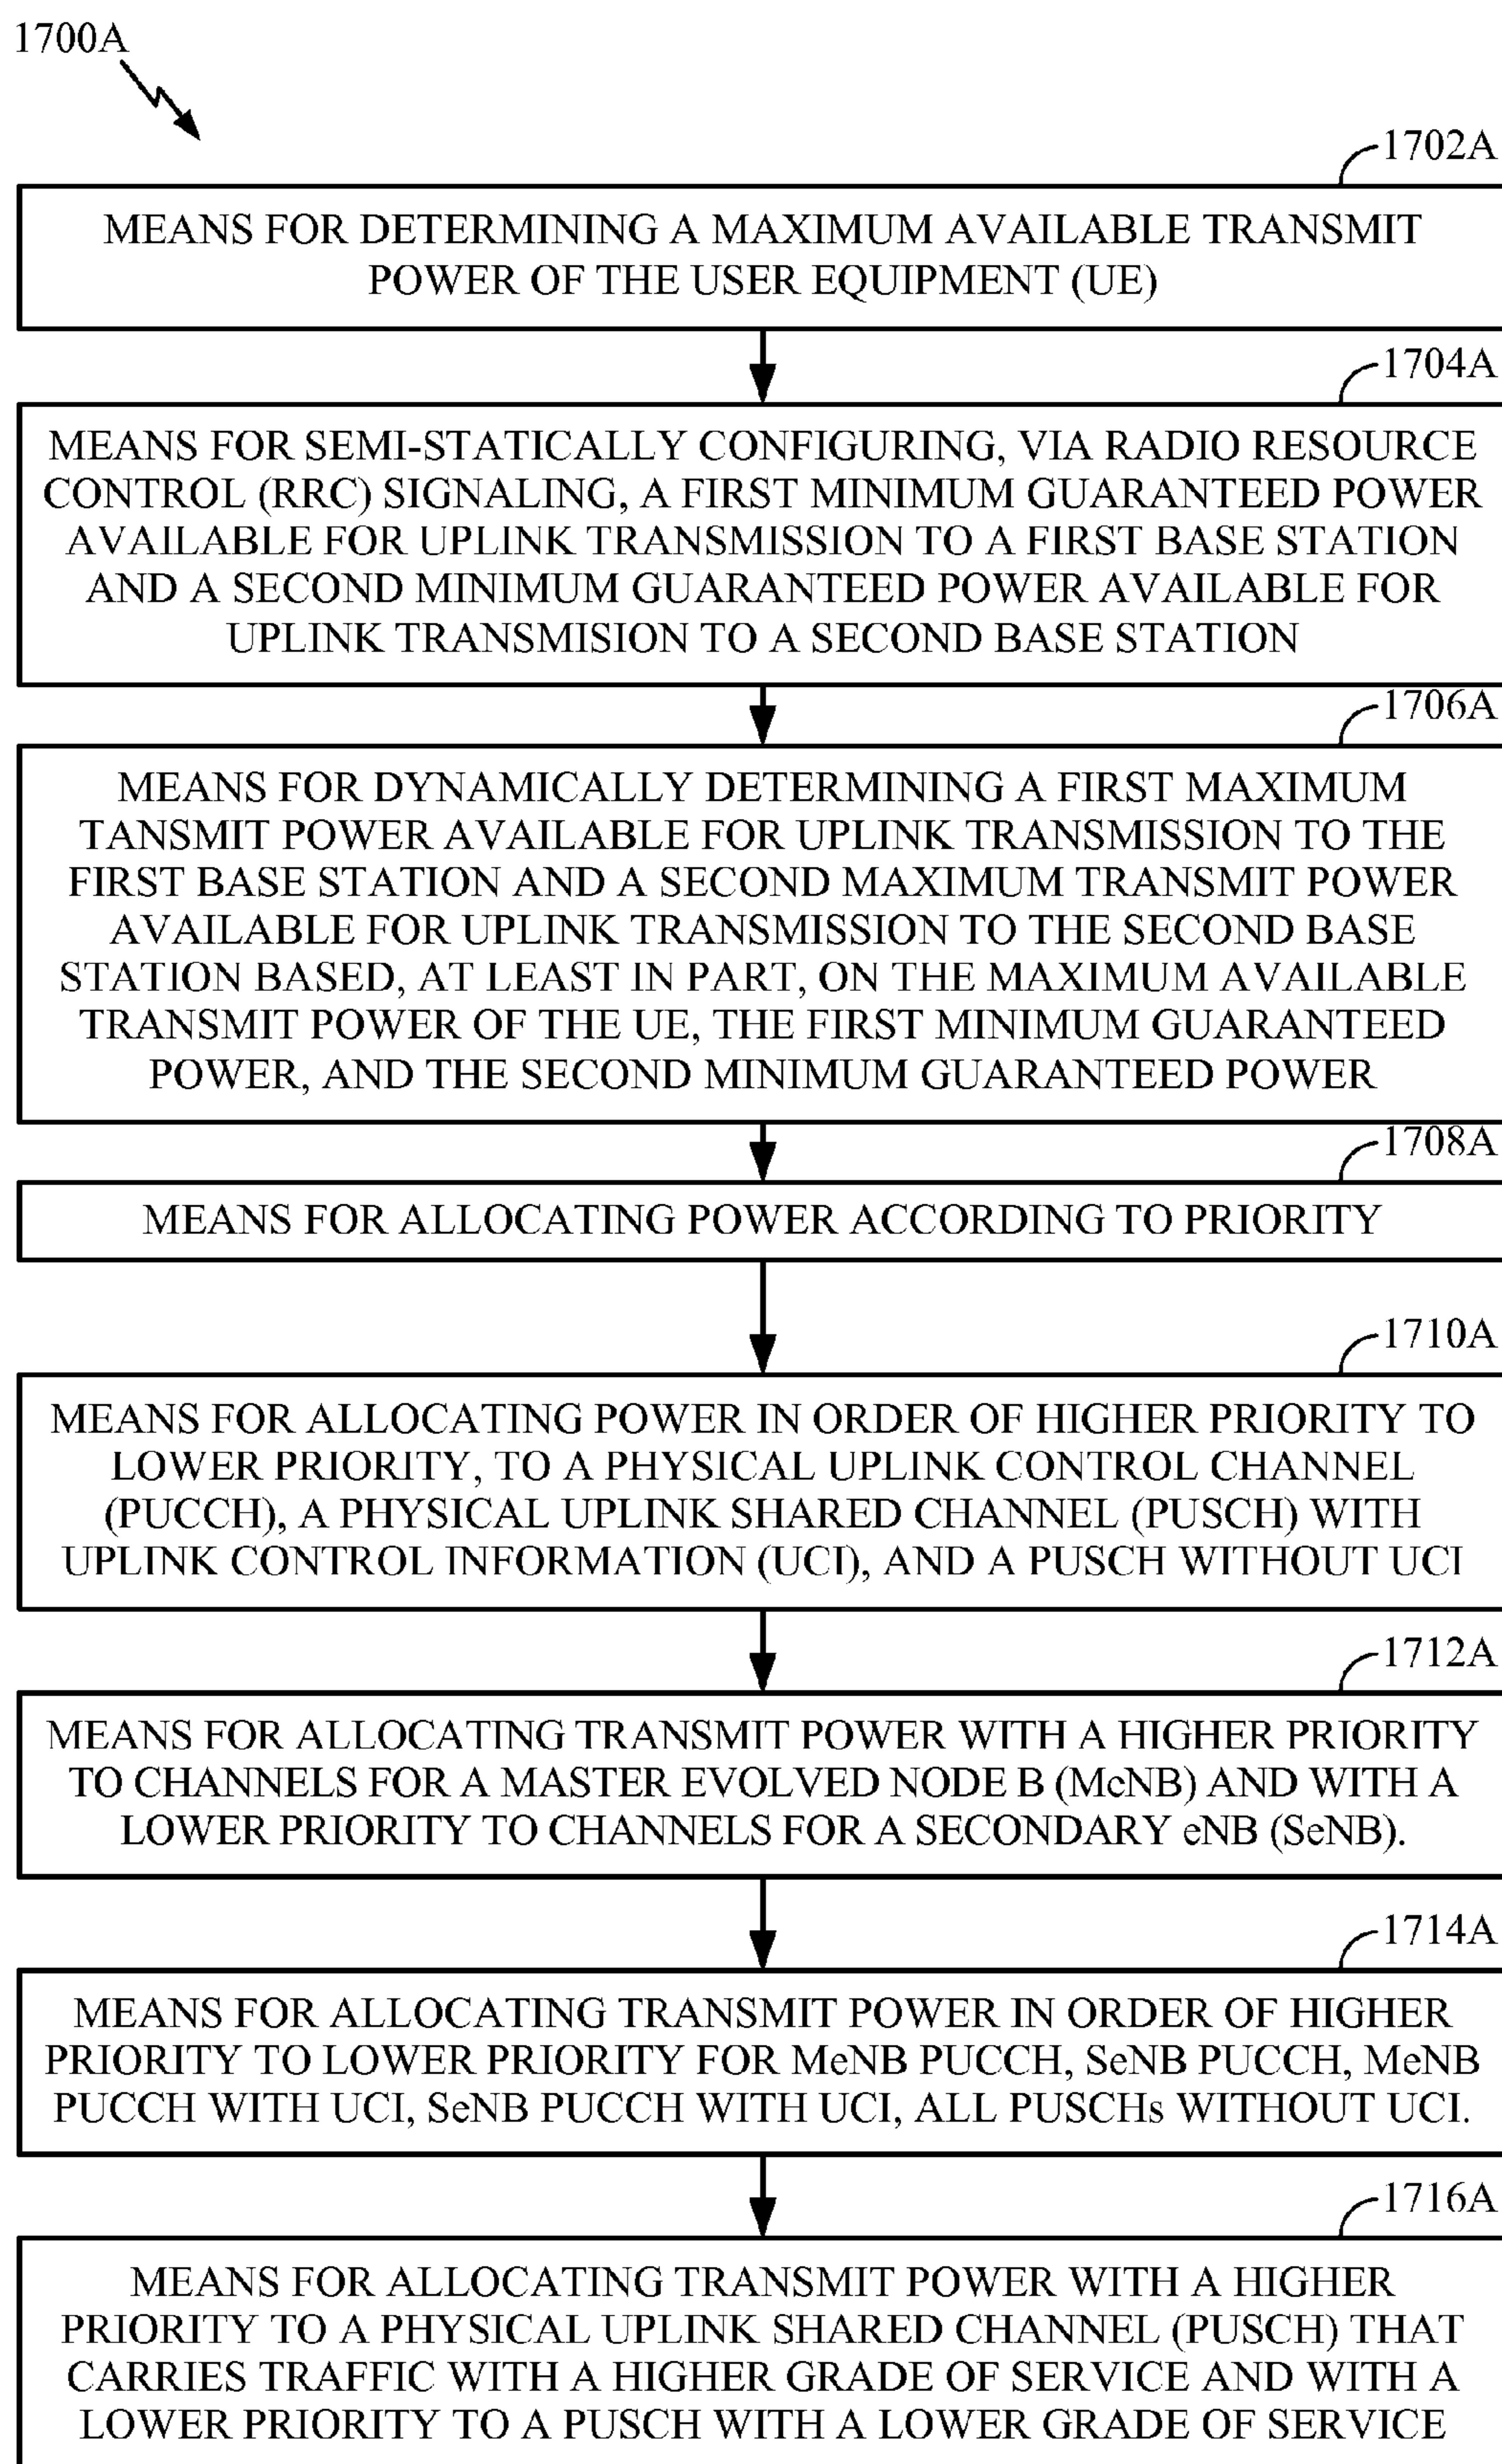 1700A
1702A
MEANS FOR DETERMINING A MAXIMUM AVAILABLE TRANSMIT
POWER OF THE USER EQUIPMENT (UE)
1704A
MEANS FOR SEMI-STATICALLY CONFIGURING, VIA RADIO RESOURCE
CONTROL (RRC) SIGNALING, A FIRST MINIMUM GUARANTEED POWER
AVAILABLE FOR UPLINK TRANSMISSION TO A FIRST BASE STATION
AND A SECOND MINIMUM GUARANTEED POWER AVAILABLE FOR
UPLINK TRANSMISION TO A SECOND BASE STATION
1706A
MEANS FOR DYNAMICALLY DETERMINING A FIRST MAXIMUM
TANSMIT POWER AVAILABLE FOR UPLINK TRANSMISSION TO THE
FIRST BASE STATION AND A SECOND MAXIMUM TRANSMIT POWER
AVAILABLE FOR UPLINK TRANSMISSION TO THE SECOND BASE
STATION BASED, AT LEAST IN PART, ON THE MAXIMUM AVAILABLE
TRANSMIT POWER OF THE UE, THE FIRST MINIMUM GUARANTEED
POWER, AND THE SECOND MINIMUM GUARANTEED POWER
1708A
MEANS FOR ALLOCATING POWER ACCORDING TO PRIORITY
1710A
MEANS FOR ALLOCATING POWER IN ORDER OF HIGHER PRIORITY TO
LOWER PRIORITY, TO A PHYSICAL UPLINK CONTROL CHANNEL
(PUCCH), A PHYSICAL UPLINK SHARED CHANNEL (PUSCH) WITH
UPLINK CONTROL INFORMATION (UCI), AND A PUSCH WITHOUT UCI
1712A
MEANS FOR ALLOCATING TRANSMIT POWER WITH A HIGHER PRIORITY
TO CHANNELS FOR A MASTER EVOLVED NODE B (MeNB) AND WITH A
LOWER PRIORITY TO CHANNELS FOR A SECONDARY eNB (SeNB).
1714A
MEANS FOR ALLOCATING TRANSMIT POWER IN ORDER OF HIGHER
PRIORITY TO LOWER PRIORITY FOR MeNB PUCCH, SeNB PUCCH, MeNB
PUCCH WITH UCI, SeNB PUCCH WITH UCI, ALL PUSCHs WITHOUT UCI.
1716A
MEANS FOR ALLOCATING TRANSMIT POWER WITH A HIGHER
PRIORITY TO A PHYSICAL UPLINK SHARED CHANNEL (PUSCH) THAT
CARRIES TRAFFIC WITH A HIGHER GRADE OF SERVICE AND WITH A
LOWER PRIORITY TO A PUSCH WITH A LOWER GRADE OF SERVICE